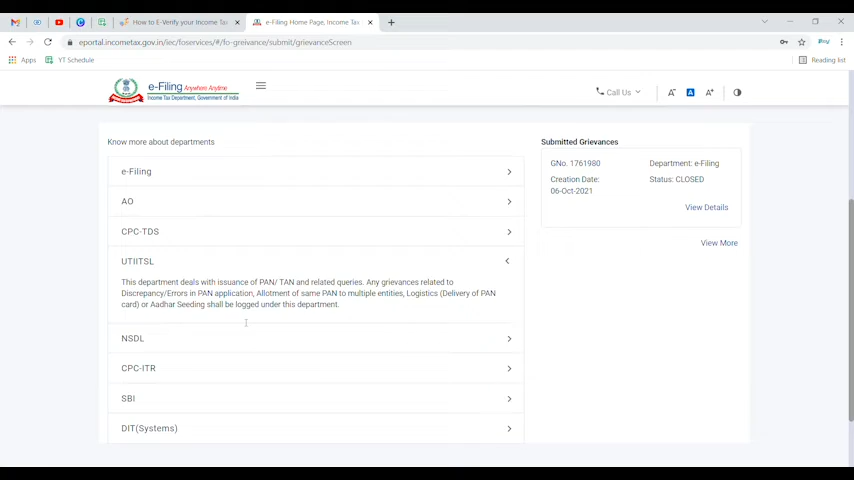 How to E-Verify your Income Tax
e-Filing Home Page, Income Tax
eportal.incometax.gov.in/iec/foservices/#/fo-greivance/submit/grievanceScreen
Apps
YT Schedule
Reading list
e-Filing Anywhere Anytime
Income Tax Department, Government of India
Call Us
A-
A
A+
Know more about departments
e-Filing
AO
CPC-TDS
UTIITSL
This department deals with issuance of PAN/ TAN and related queries. Any grievances related to
Discrepancy/Errors in PAN application, Allotment of same PAN to multiple entities, Logistics (Delivery of PAN
card) or Aadhar Seeding shall be logged under this department.
NSDL
CPC-ITR
SBI
DIT(Systems)
Submitted Grievances
GNo. 1761980
Department: e-Filing
Creation Date:
06-Oct-2021
Status: CLOSED
View Details
View More